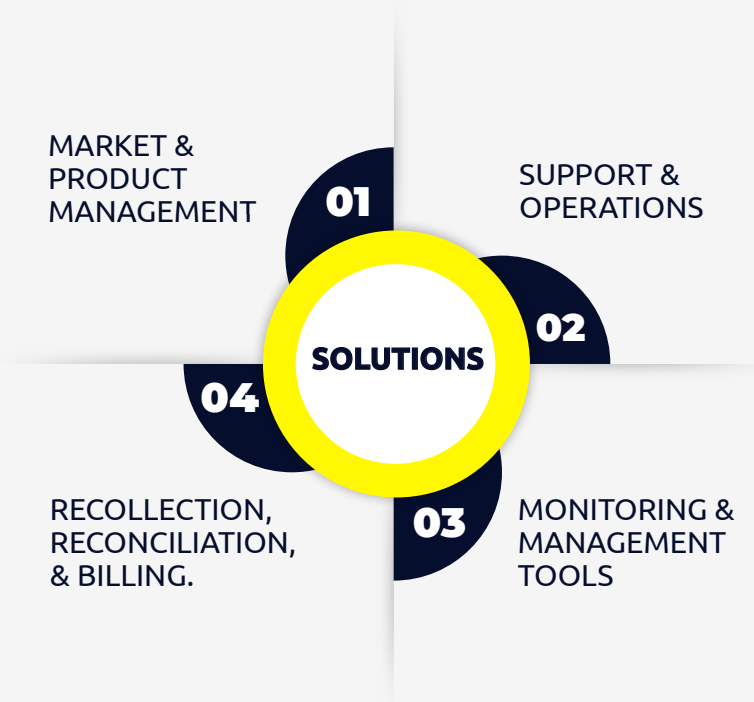 MARKET &
PRODUCT
MANAGEMENT
01
SUPPORT &
OPERATIONS
02
SOLUTIONS
04
RECOLLECTION,
RECONCILIATION,
& BILLING.
03
MONITORING &
MANAGEMENT
TOOLS